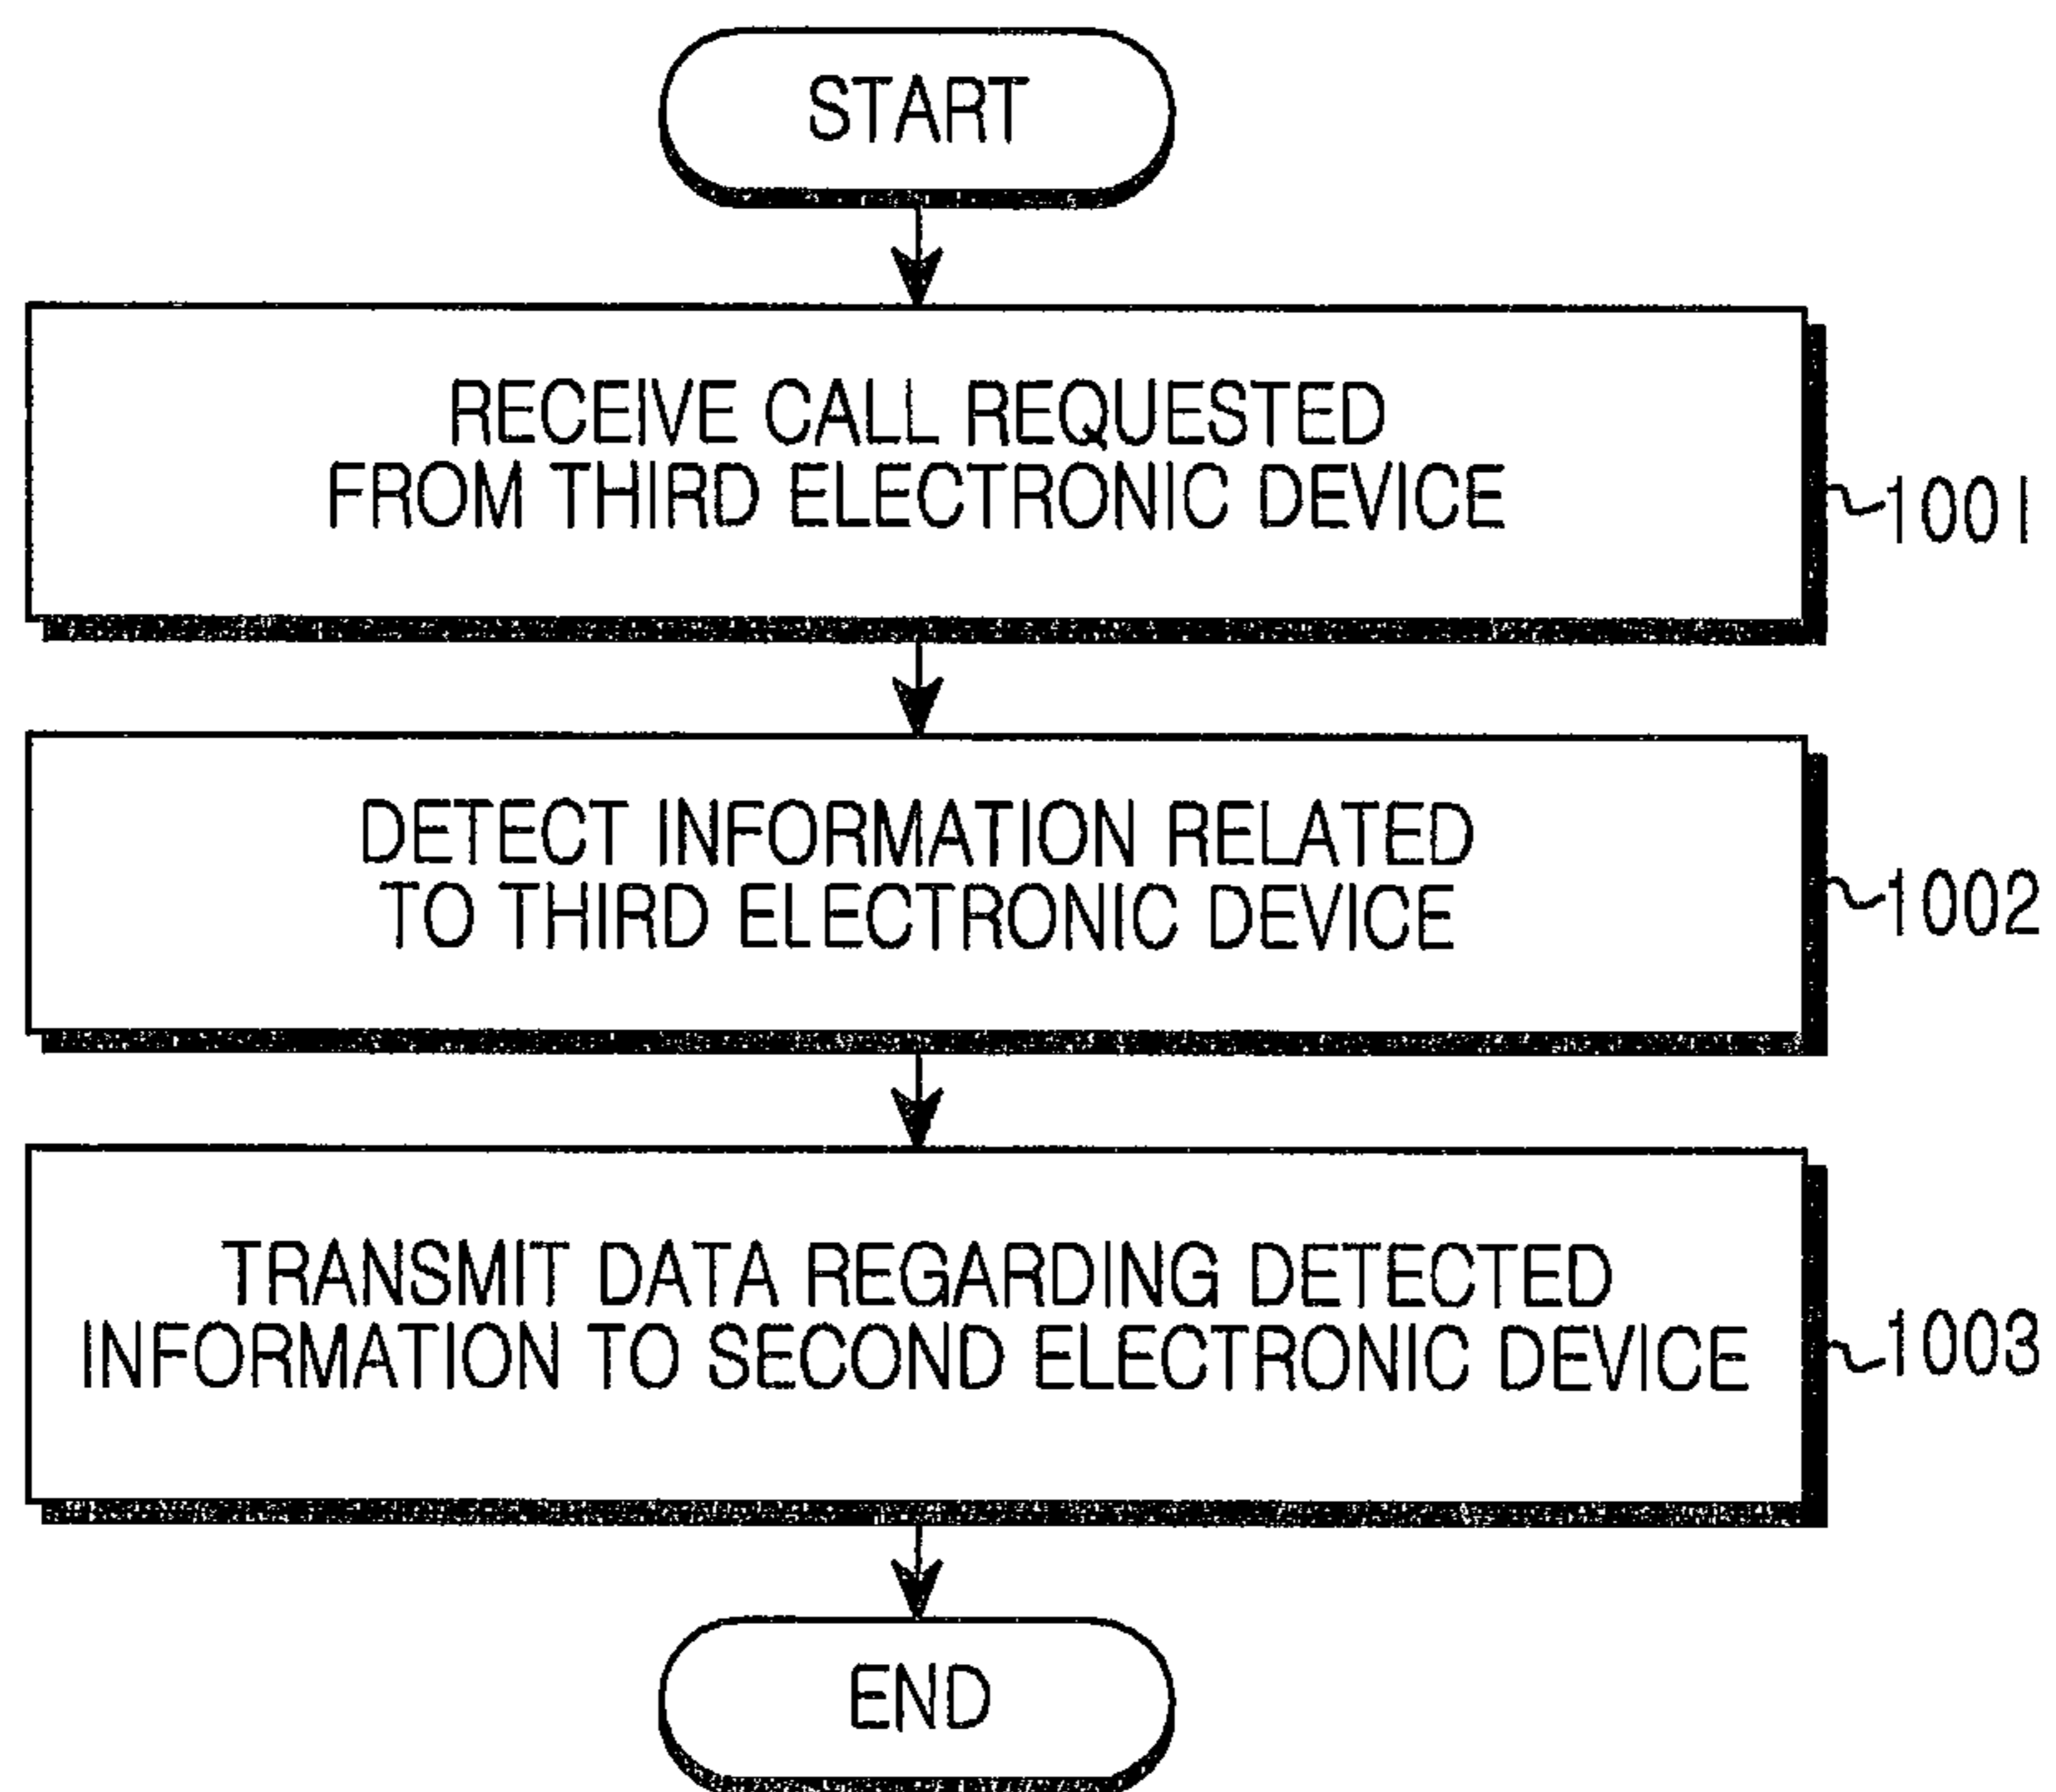 START
RECEIVE CALL REQUESTED
FROM THIRD ELECTRONIC DEVICE
1001
DETECT INFORMATION RELATED
TO THIRD ELECTRONIC DEVICE
1002
TRANSMIT DATA REGARDING DETECTED
INFORMATION TO SECOND ELECTRONIC DEVICE
1003
END